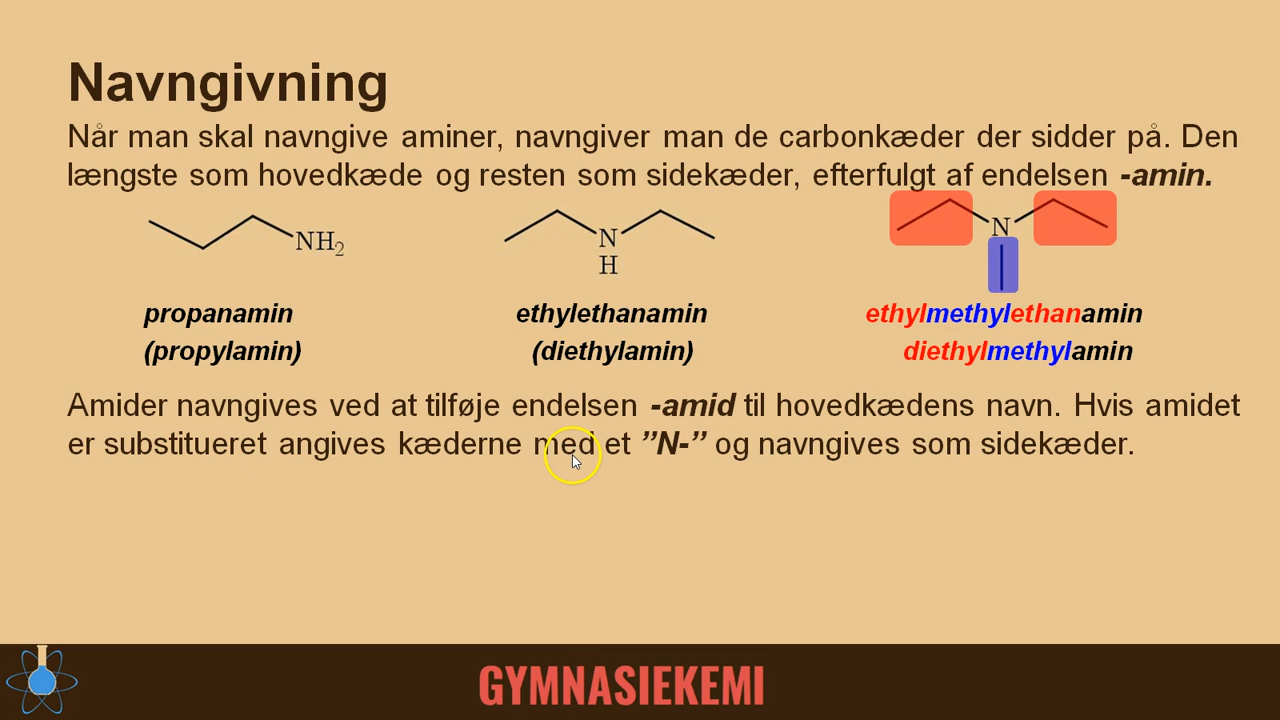 Navngivning
Når man skal navngive aminer, navngiver man de carbonkæder der sidder på. Den
længste som hovedkæde og resten som sidekæder, efterfulgt af endelsen -amin.
NH2
N
H
N
propanamin
(propylamin)
ethylethanamin
(diethylamin)
ethylmethylethanamin
diethylmethylamin
Amider navngives ved at tilføje endelsen -amid til hovedkædens navn. Hvis amidet
er substitueret angives kæderne med et ”N-” og navngives som sidekæder.
GYMNASIEKEMI